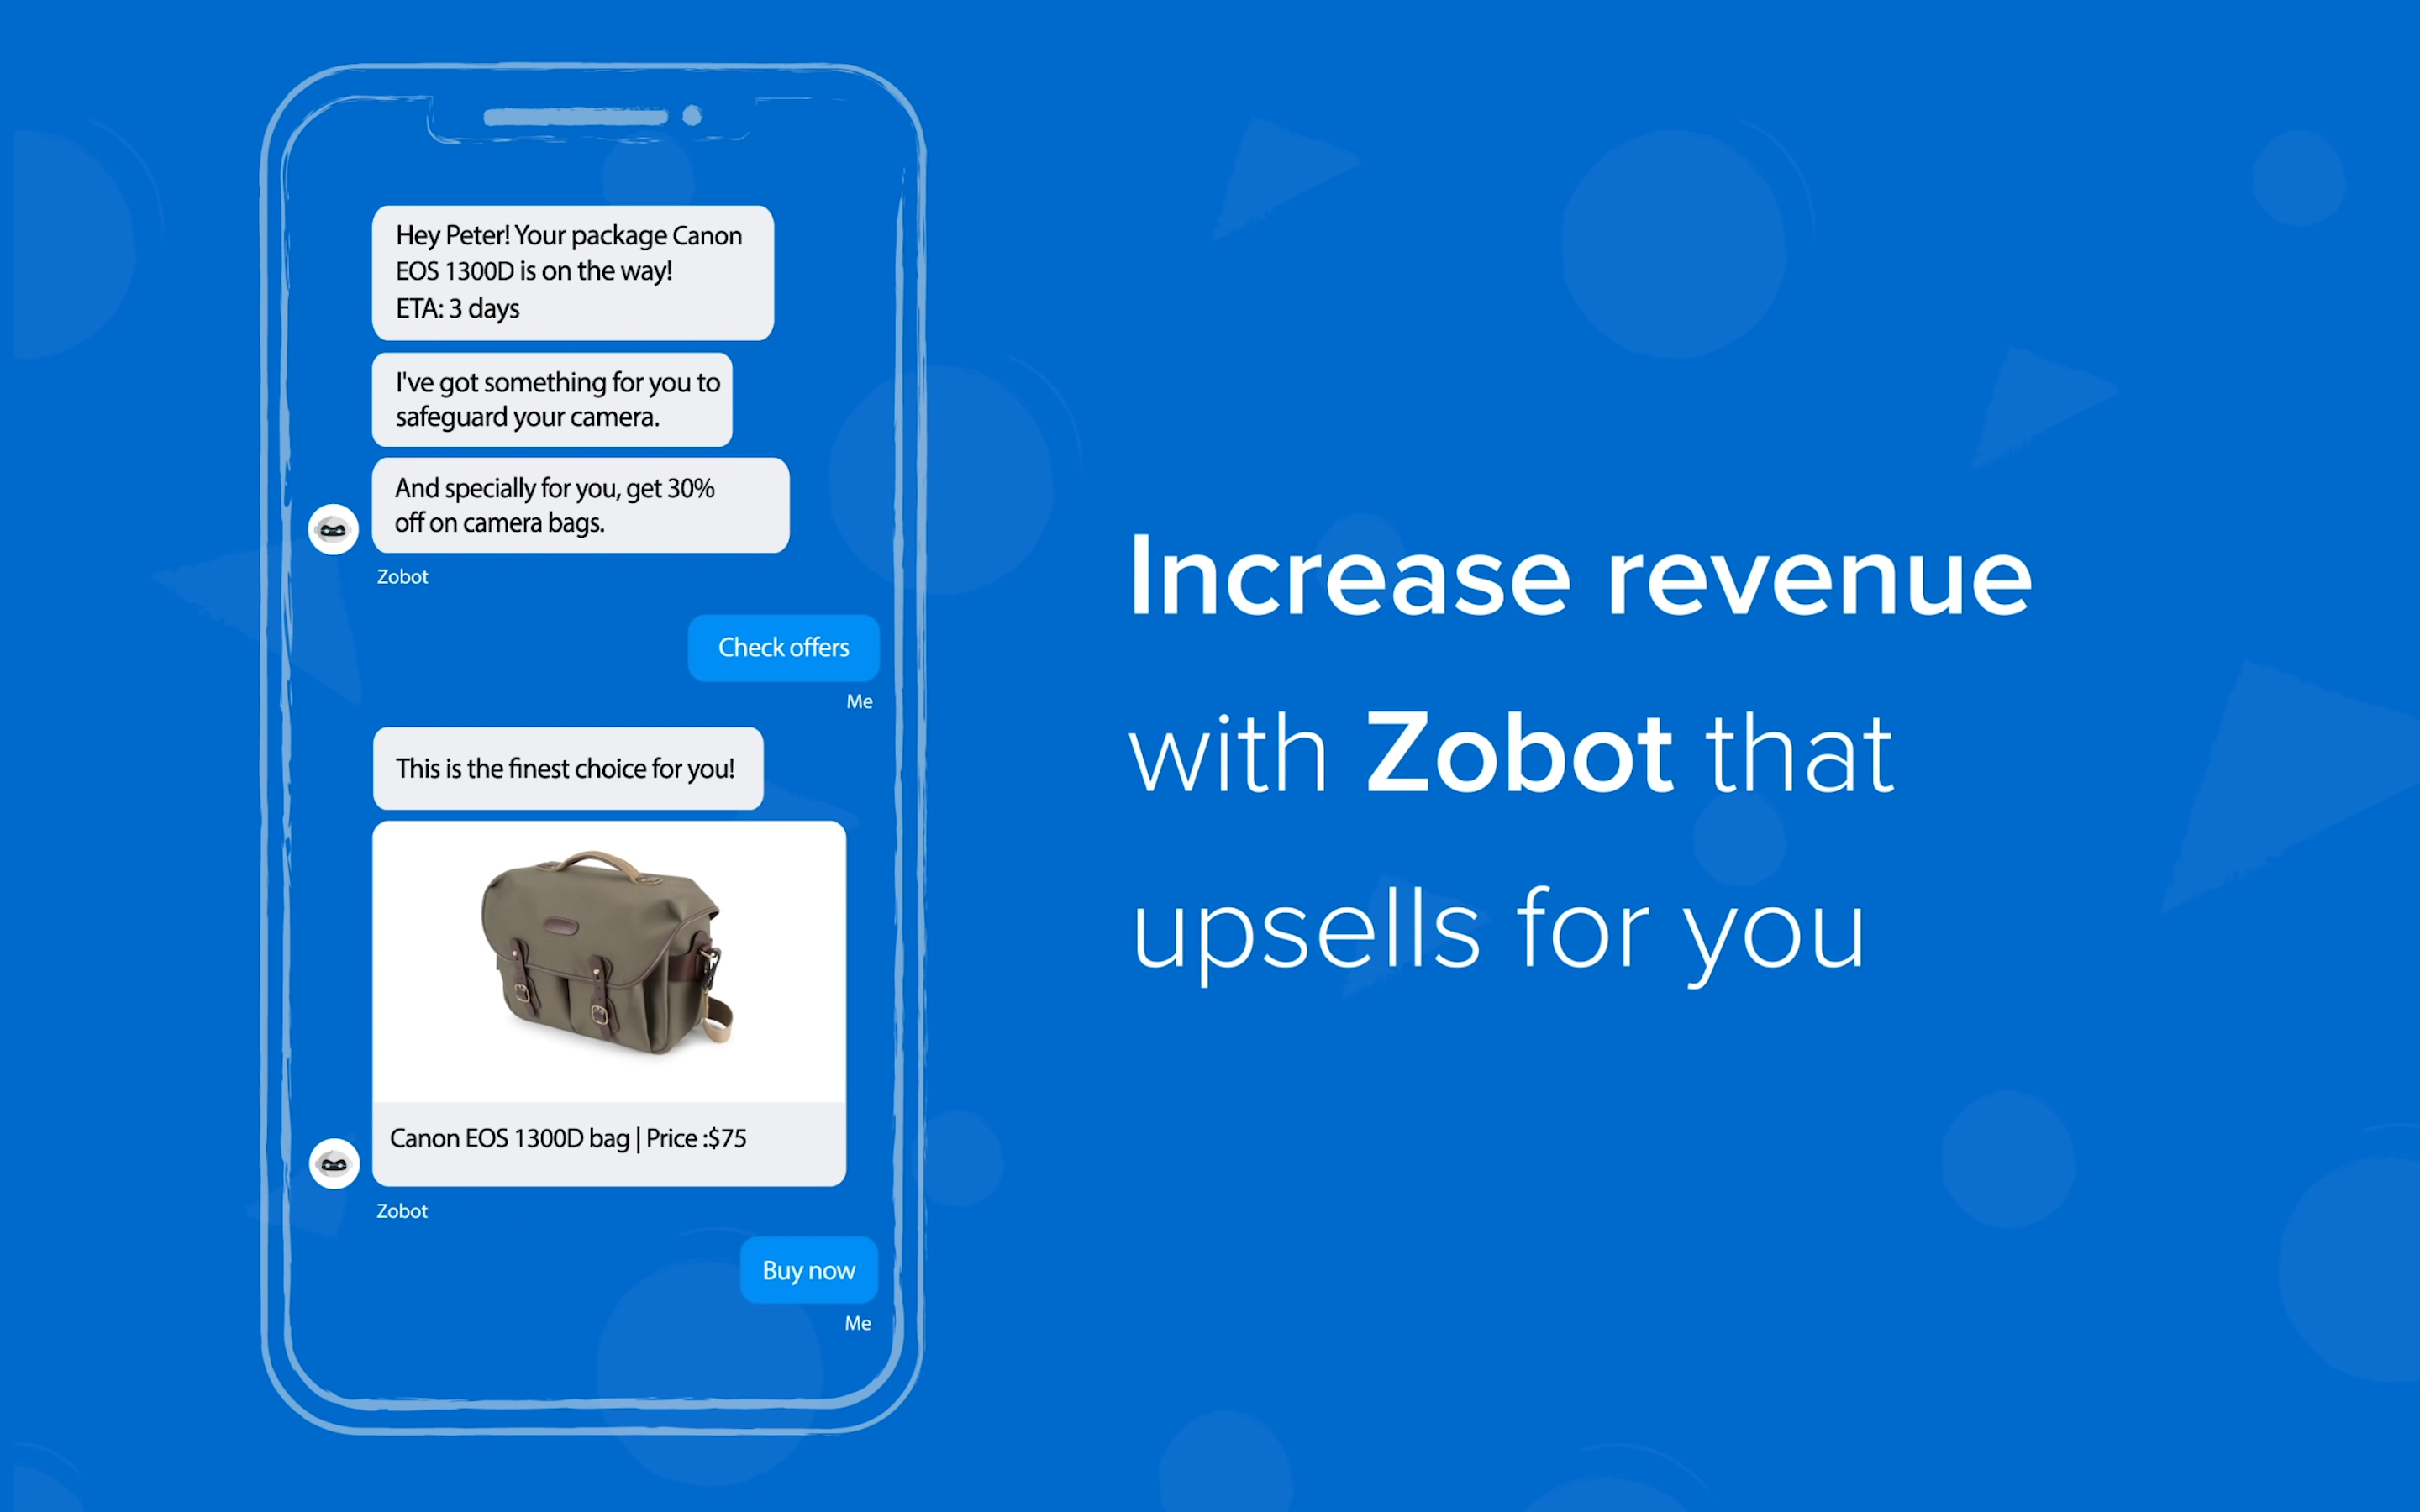 Hey Peter! Your package Canon
EOS 1300D is on the way!
ETA: 3 days
I've got something for you to
safeguard your camera.
And specially for you, get 30%
off on camera bags.
Zobot
Check offers
Me
This is the finest choice for you!
Canon EOS 1300D bag | Price :$75
Zobot
Buy now
Me
Increase revenue
with Zobot that
upsells for you